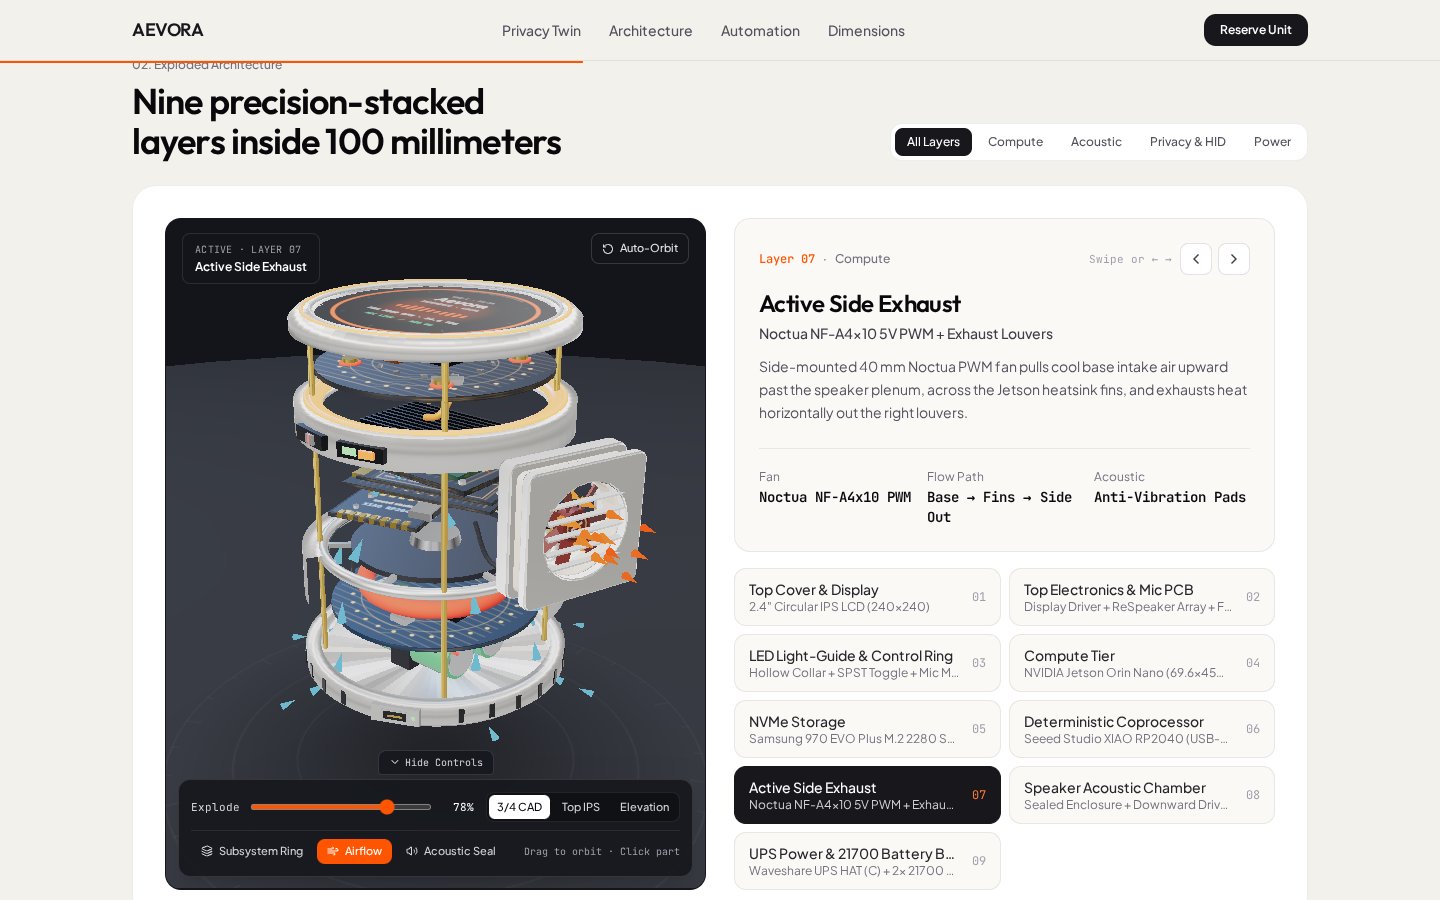 AEVORA
Privacy Twin
Architecture
Automation
Dimensions
Reserve Unit
02. Exploded Architecture
Nine precision-stacked
layers inside 100 millimeters
All Layers
Compute
Acoustic
Privacy & HID
Power
ACTIVE · LAYER 07
Active Side Exhaust
Auto-Orbit
Hide Controls
Explode
78%
3/4 CAD
Top IPS
Elevation
Subsystem Ring
Airflow
Acoustic Seal
Drag to orbit · Click part
Layer 07 · Compute
Swipe or ← →
Active Side Exhaust
Noctua NF-A4×10 5V PWM + Exhaust Louvers
Side-mounted 40 mm Noctua PWM fan pulls cool base intake air upward
past the speaker plenum, across the Jetson heatsink fins, and exhausts heat
horizontally out the right louvers.
Fan
Noctua NF-A4x10 PWM
Flow Path
Base → Fins → Side
Out
Acoustic
Anti-Vibration Pads
Top Cover & Display
2.4" Circular IPS LCD (240×240)
01
Top Electronics & Mic PCB
Display Driver + ReSpeaker Array + F...
02
LED Light-Guide & Control Ring
Hollow Collar + SPST Toggle + Mic M...
03
Compute Tier
NVIDIA Jetson Orin Nano (69.6×45...
04
NVMe Storage
Samsung 970 EVO Plus M.2 2280 S...
05
Deterministic Coprocessor
Seeed Studio XIAO RP2040 (USB-...
06
Active Side Exhaust
Noctua NF-A4×10 5V PWM + Exhau...
07
Speaker Acoustic Chamber
Sealed Enclosure + Downward Driv...
08
UPS Power & 21700 Battery B...
Waveshare UPS HAT (C) + 2× 21700 ...
09